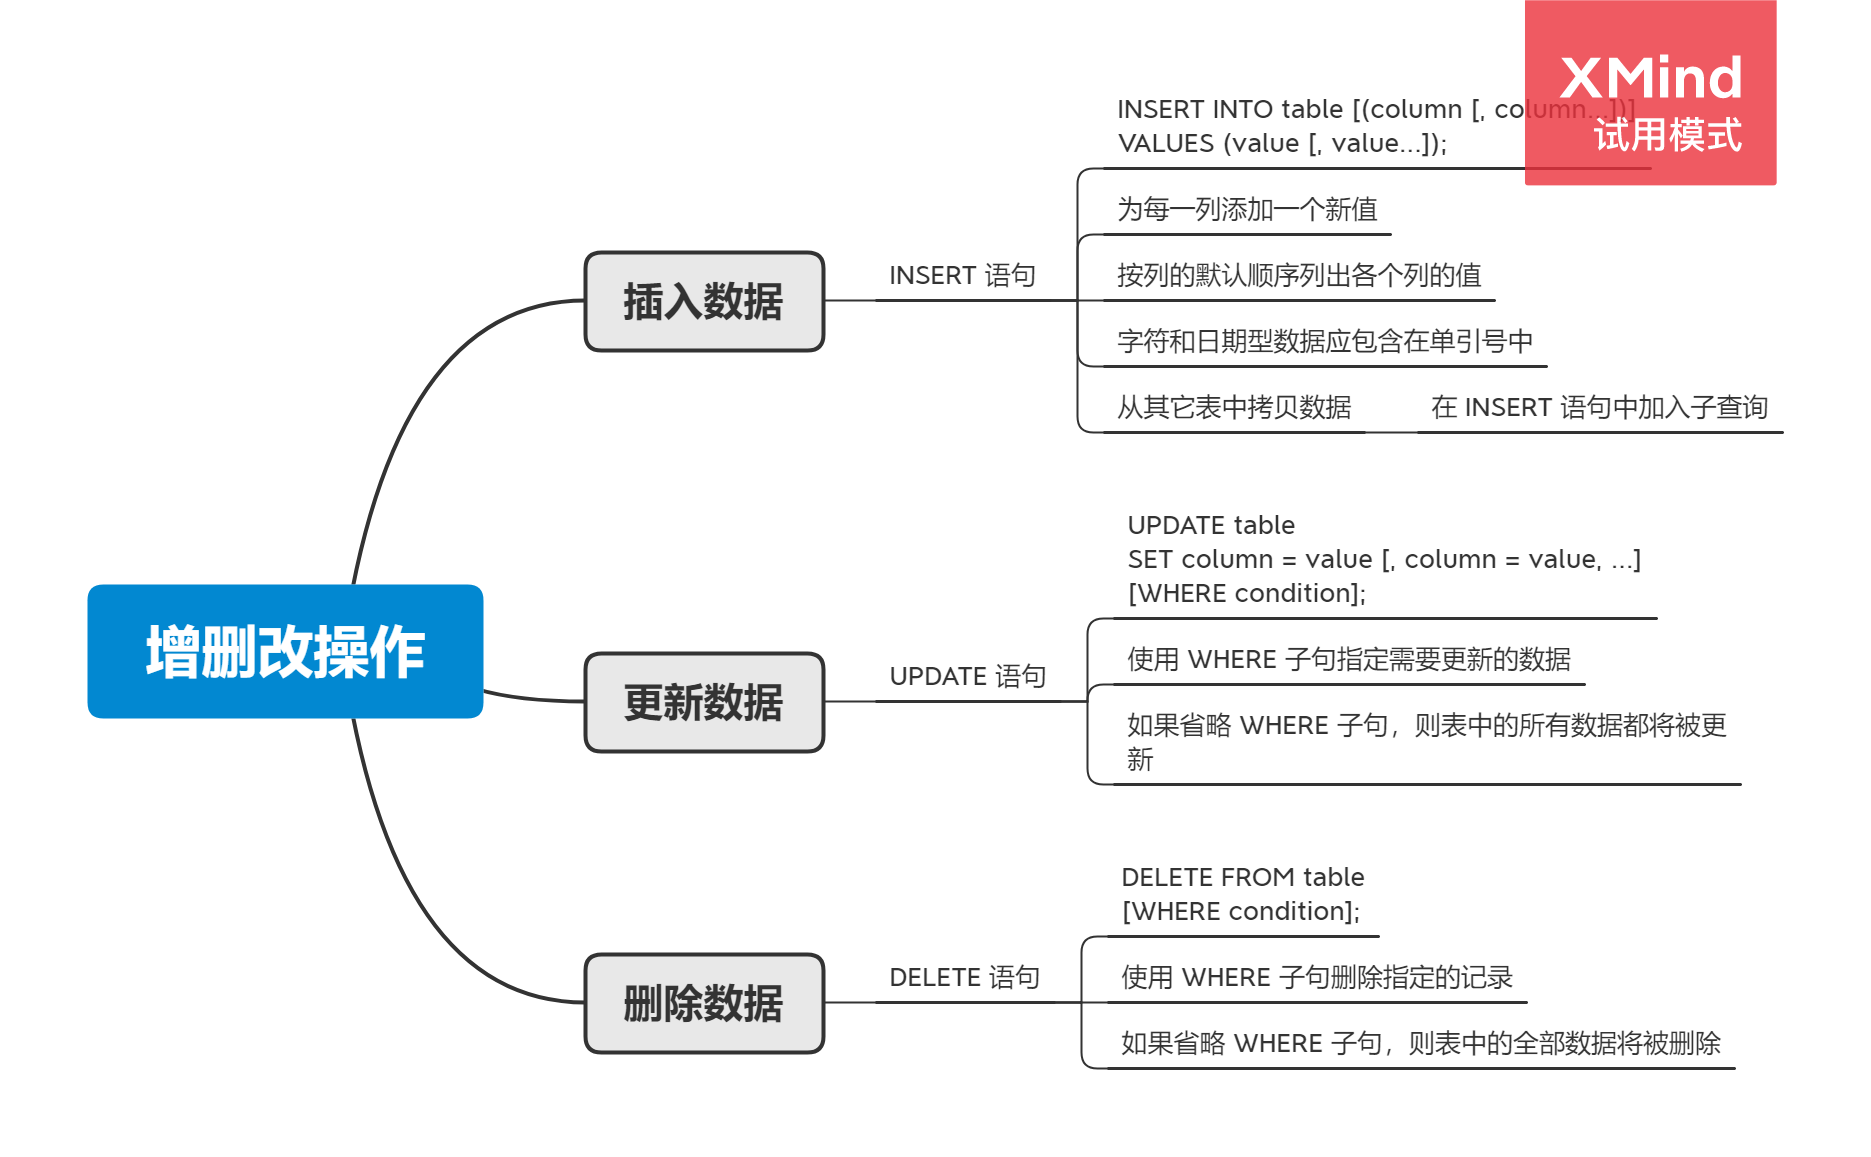 XMind
试用模式
INSERT INTO table [(column [, column...])]
VALUES (value [, value...]);
为每一列添加一个新值
插入数据
INSERT 语句
按列的默认顺序列出各个列的值
字符和日期型数据应包含在单引号中
从其它表中拷贝数据
在 INSERT 语句中加入子查询
增删改操作
更新数据
UPDATE 语句
UPDATE table
SET column = value [, column = value, ...]
[WHERE condition];
使用 WHERE 子句指定需要更新的数据
如果省略 WHERE 子句，则表中的所有数据都将被更
新
删除数据
DELETE 语句
DELETE FROM table
[WHERE condition];
使用 WHERE 子句删除指定的记录
如果省略 WHERE 子句，则表中的全部数据将被删除